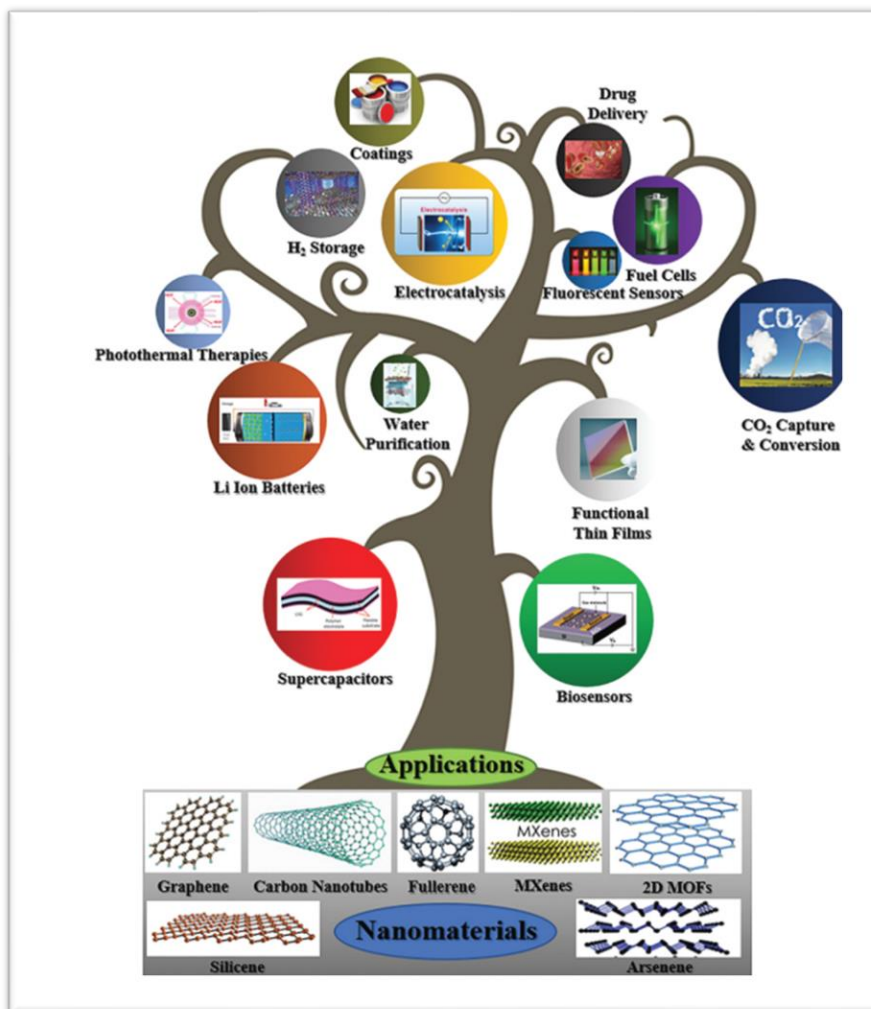 Drug
Delivery
Coatings
Electrocatalysis
H₂ Storage
Electrocatalysis
Fuel Cells
Fluorescent Sensors
CO₂
Photothermal Therapies
Water
Purification
CO₂ Capture
& Conversion
Li Ion Batteries
Functional
Thin Films
Supercapacitors
Biosensors
Applications
MXenes
Graphene
Carbon Nanotubes
Fullerene
MXenes
2D MOFs
Nanomaterials
Silicene
Arsenene